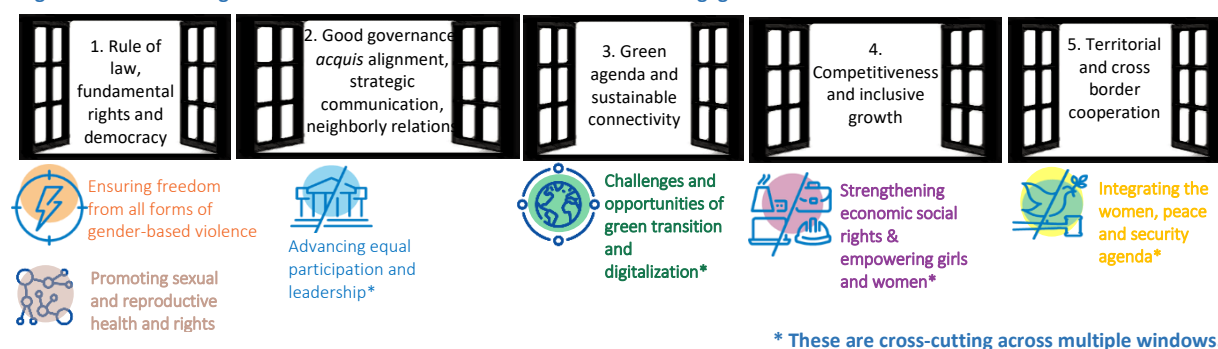 1. Rule of
law,
fundamental
rights and
democracy
2. Good governance
acquis alignment,
strategic
communication,
neighborly relations
3. Green
agenda and
sustainable
connectivity
4.
Competitiveness
and inclusive
growth
5. Territorial
and cross
border
cooperation
Ensuring freedom
from all forms of
gender-based violence
Promoting sexual
and reproductive
health and rights
Advancing equal
participation and
leadership*
Challenges and
opportunities of
green transition
and
digitalization*
Strengthening
economic social
rights &
empowering girls
and women*
Integrating the
women, peace
and security
agenda*
* These are cross-cutting across multiple windows